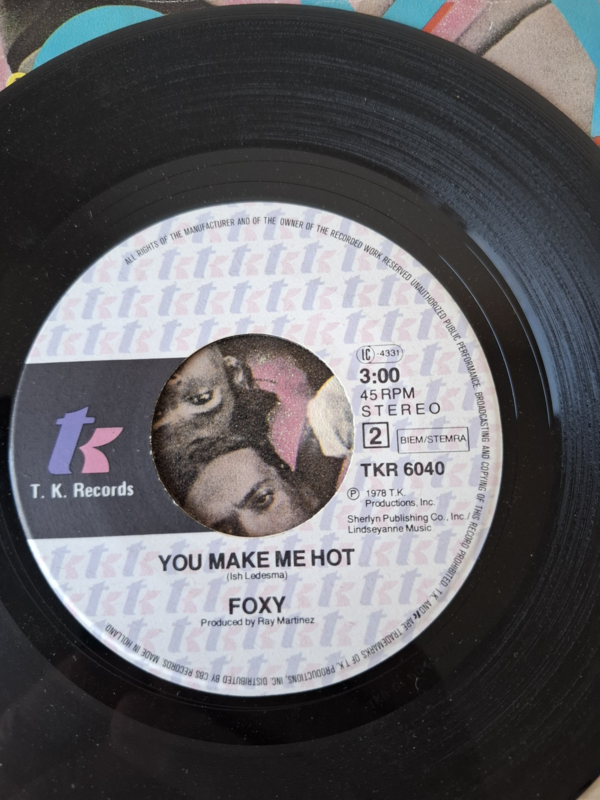 ALL RIGHTS OF THE MANUFACTURER AND OF THE OWNER OF THE RECORDED WORK RESERVED UNAUTHORIZED PUBLIC PERFORMANCE, BROADCASTING AND COPYING OF THIS RECORD PROHIBITED. T.K. AND tk ARE TRADEMARKS OF T.K. PRODUCTIONS, INC. DISTRIBUTED BY CBS RECORDS. MADE IN HOLLAND
LC -4331
3:00
45 RPM
STEREO
2 BIEM/STEMRA
TKR 6040
tk
T. K. Records
℗ 1978 T.K.
Productions, Inc.
Sherlyn Publishing Co., Inc /
Lindseyanne Music
YOU MAKE ME HOT
(Ish Ledesma)
FOXY
Produced by Ray Martinez